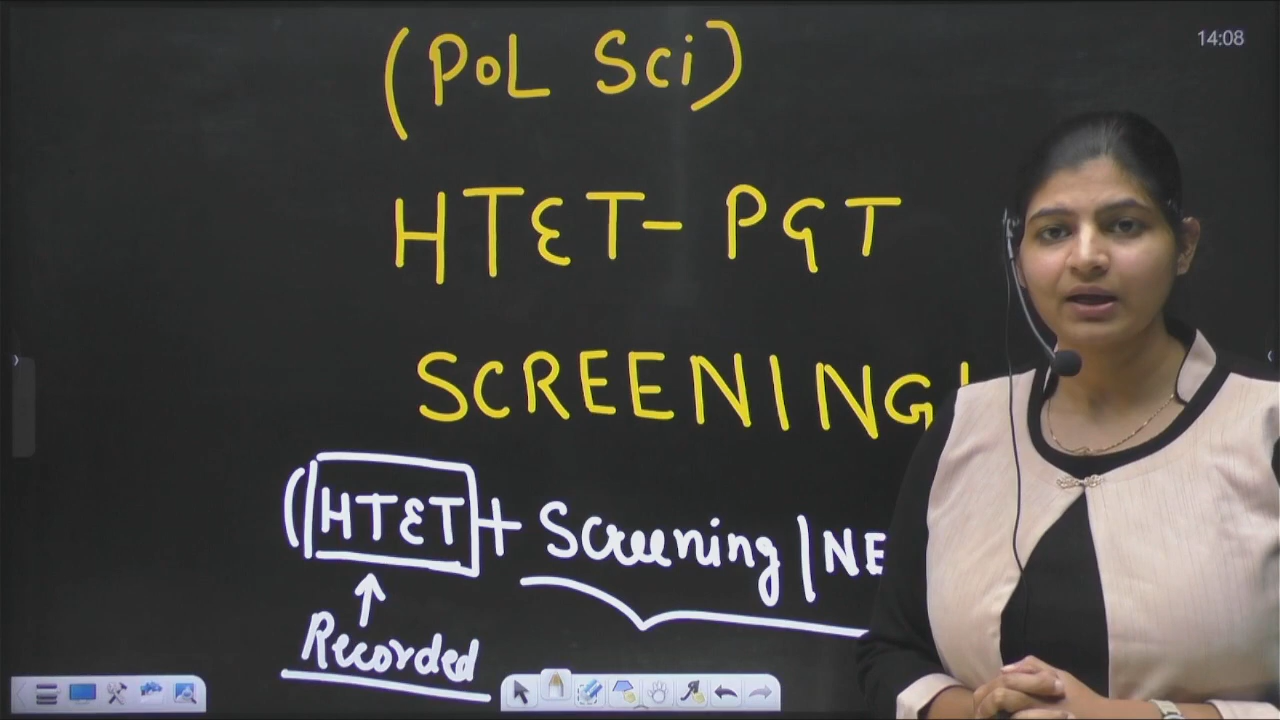 14:08
(POL Sci)
HTET- PGT
SCREENING
(HTET + Screening | NE
Recorded